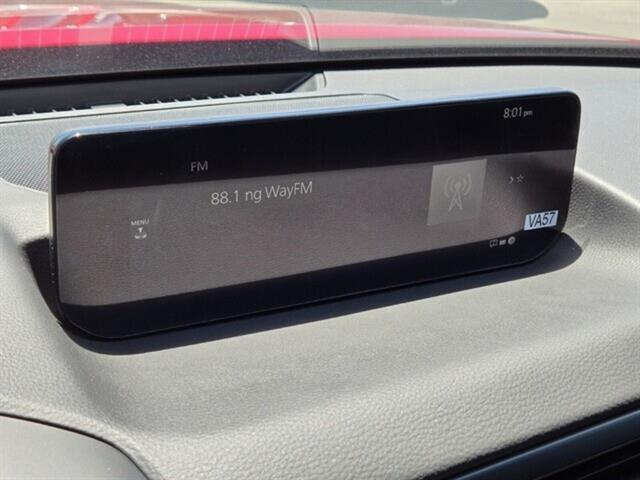 8:01 pm
FM
88.1 ng WayFM
MENU
VA57